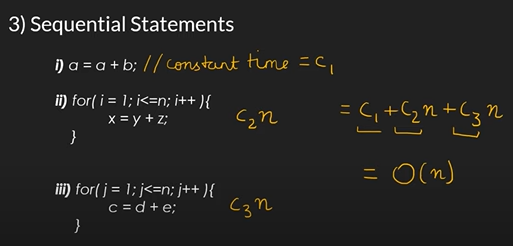 3) Sequential Statements
i) a = a + b; // constant time = C₁
ii) for( i = 1; i<=n; i++ ){
x = y + z;
}
C₂n
= C₁ + C₂n + C₃n
= O(n)
iii) for( j = 1; j<=n; j++ ){
c = d + e;
}
C₃n